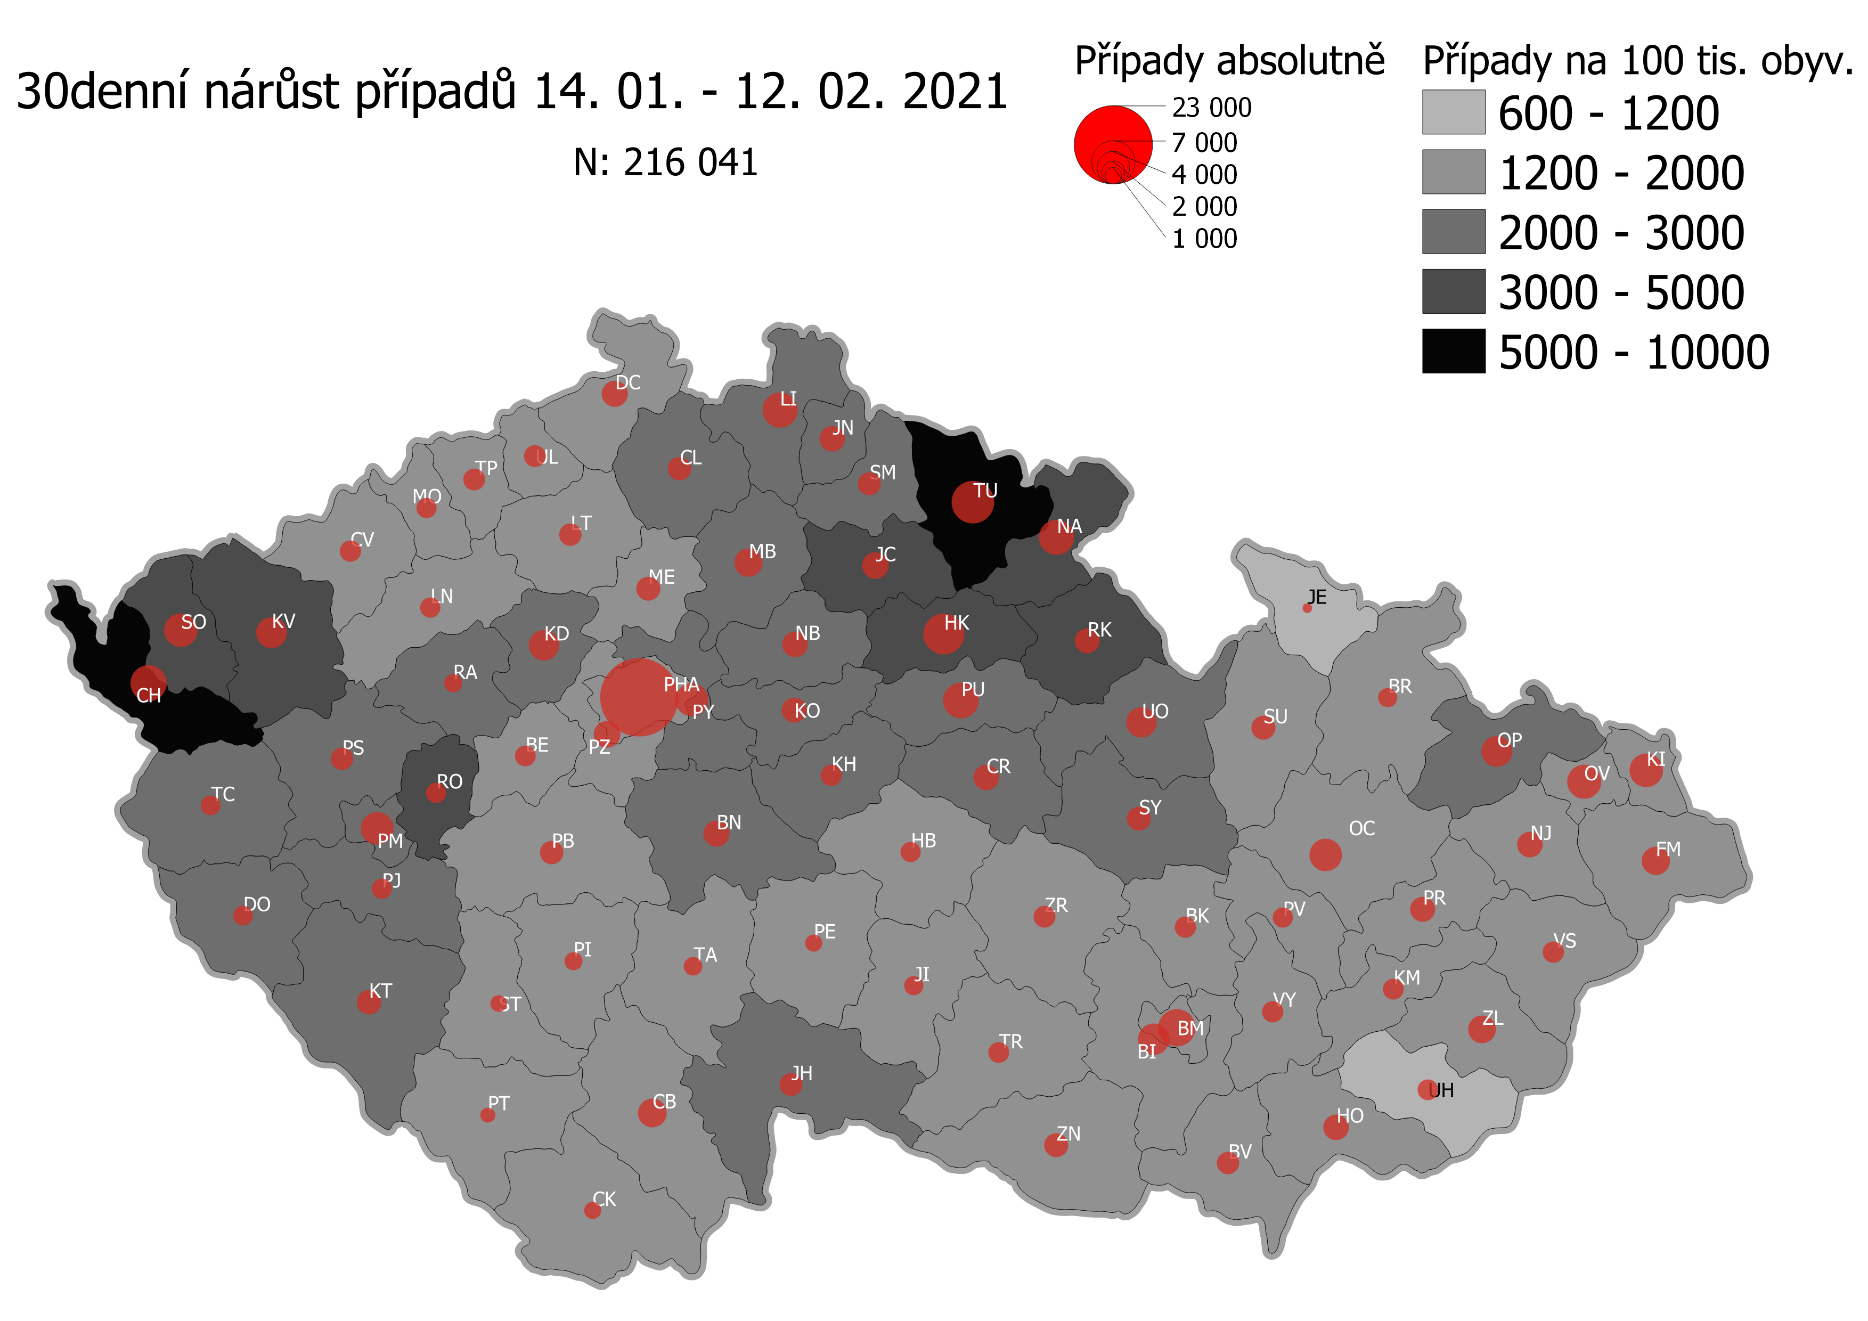 30denní nárůst případů 14. 01. - 12. 02. 2021
N: 216 041
Případy absolutně
23 000
7 000
4 000
2 000
1 000
Případy na 100 tis. obyv.
600 - 1200
1200 - 2000
2000 - 3000
3000 - 5000
5000 - 10000
DC
LI
JN
CL
UL
TP
SM
MO
TU
LT
NA
CV
MB
JC
ME
LN
JE
SO
KV
KD
NB
HK
RK
RA
PHA
CH
PU
BR
PY
KO
UO
SU
PS
BE
PZ
OP
KI
RO
KH
CR
OV
TC
SY
BN
OC
PM
PB
HB
NJ
FM
PJ
DO
PR
ZR
PV
BK
PE
VS
PI
TA
JI
KM
KT
ST
VY
ZL
BM
TR
BI
JH
UH
PT
CB
HO
ZN
BV
CK